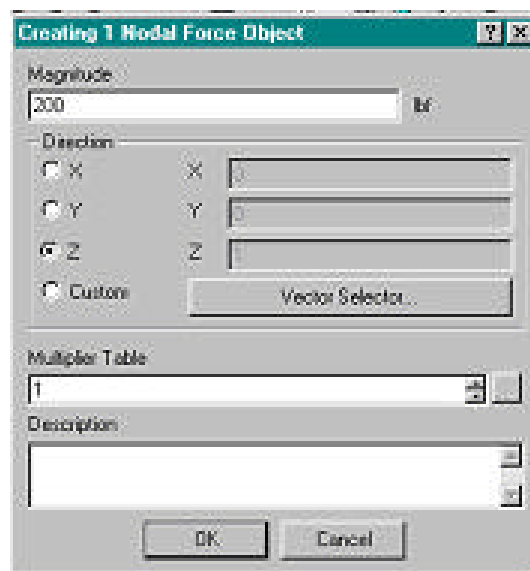 Creating 1 Nodal Force Object
Magnitude
200 lbf
Direction
X X 0
Y Y 0
Z Z 1
Custom Vector Selector...
Multiplier Table
1
Description
OK Cancel